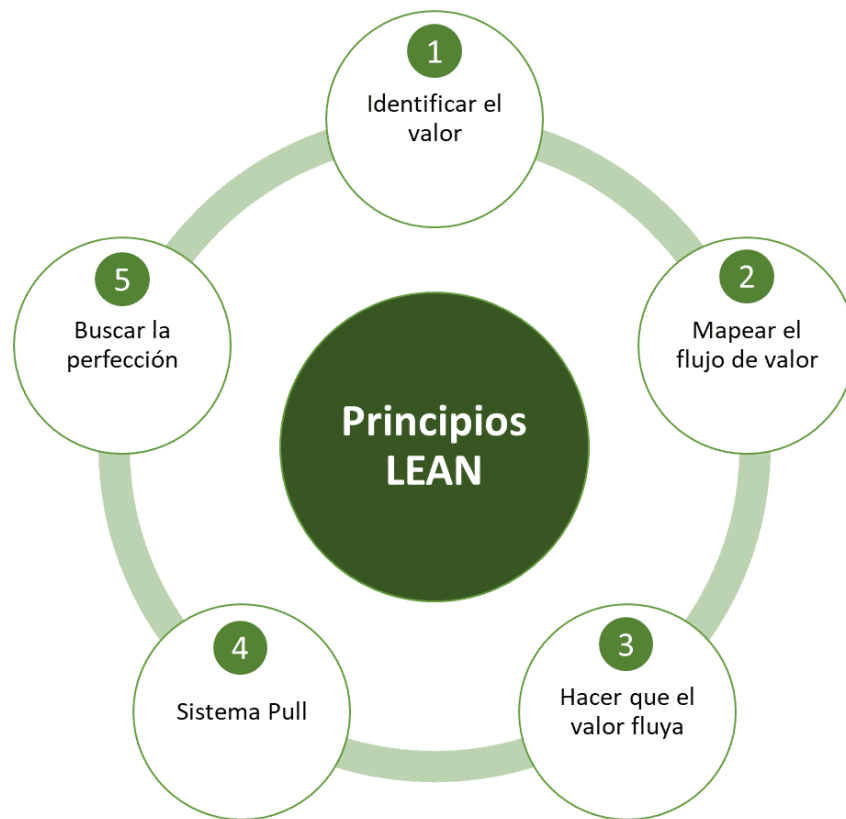 1
Identificar el
valor
2
Mapear el
flujo de valor
3
Hacer que el
valor fluya
4
Sistema Pull
5
Buscar la
perfección
Principios
LEAN